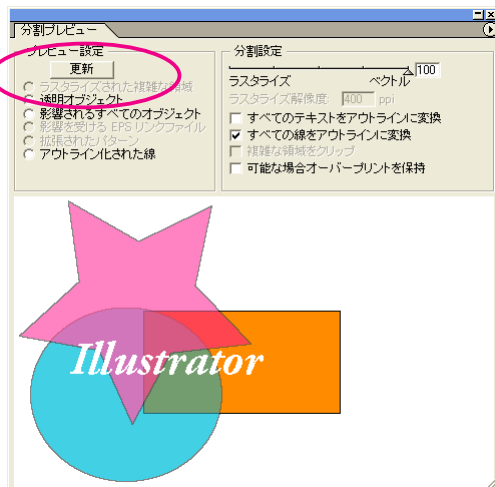 分割プレビュー
プレビュー設定
更新
ラスタライズされた複雑な領域
透明オブジェクト
影響されるすべてのオブジェクト
影響を受ける EPS リンクファイル
拡張されたパターン
アウトライン化された線
分割設定
100
ラスタライズ ベクトル
ラスタライズ解像度: 400 ppi
すべてのテキストをアウトラインに変換
すべての線をアウトラインに変換
複雑な領域をクリップ
可能な場合オーバープリントを保持
Illustrator